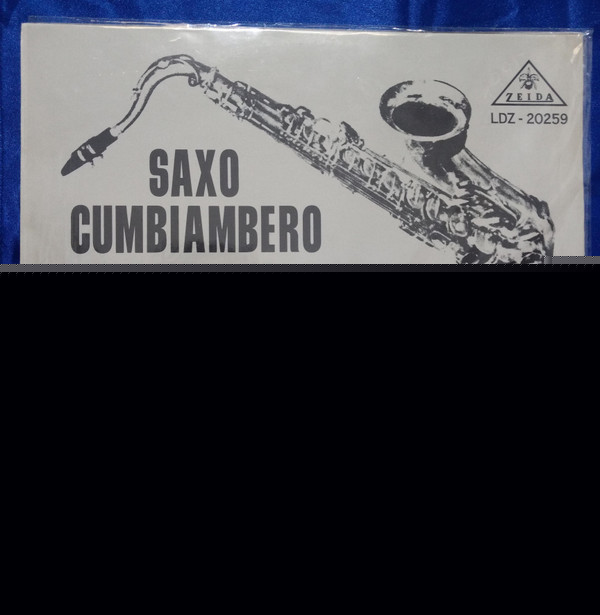 ZEIDA
LDZ - 20259
SAXO
CUMBIAMBERO